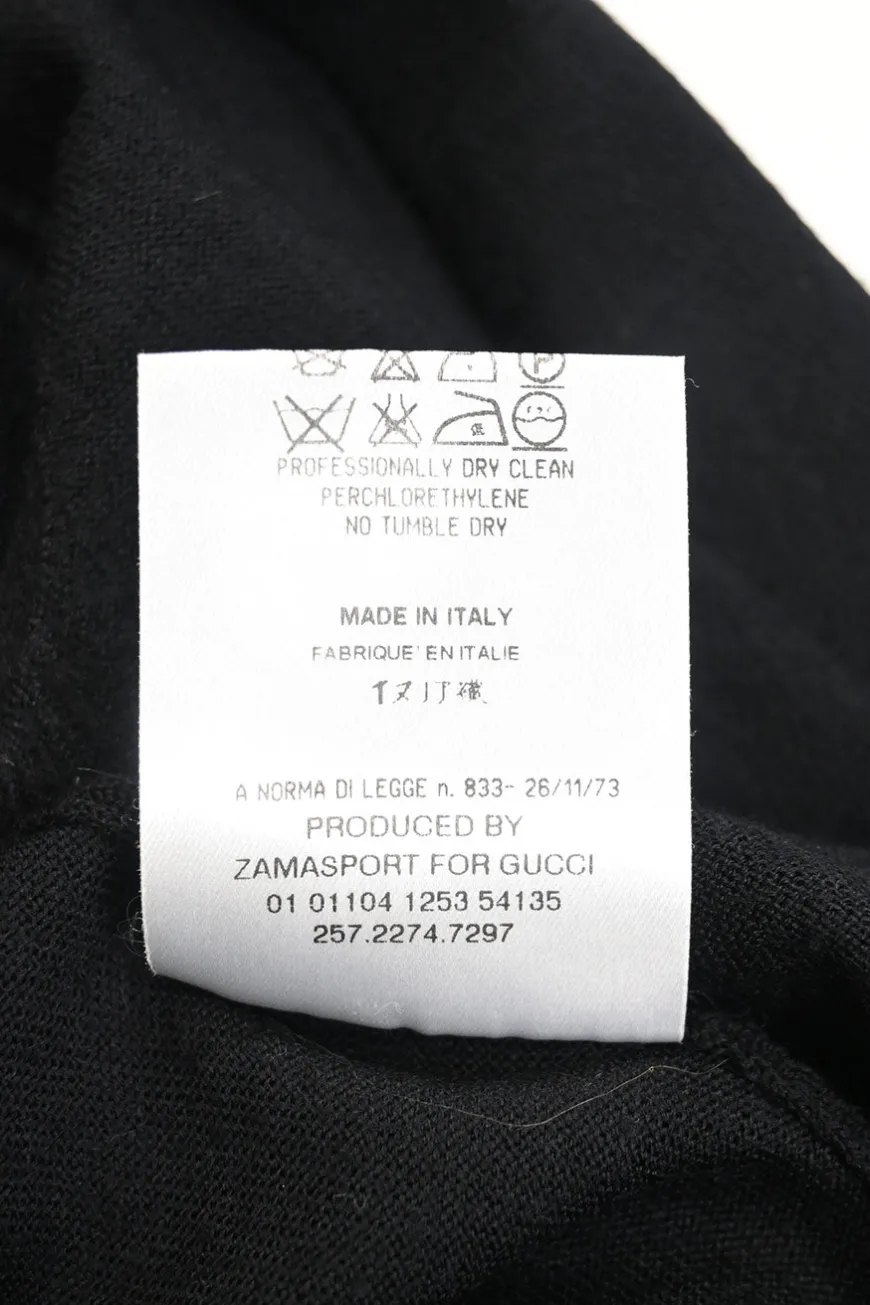 P
PROFESSIONALLY DRY CLEAN
PERCHLORETHYLENE
NO TUMBLE DRY
MADE IN ITALY
FABRIQUE' EN ITALIE
A NORMA DI LEGGE n. 833- 26/11/73
PRODUCED BY
ZAMASPORT FOR GUCCI
01 01104 1253 54135
257.2274.7297